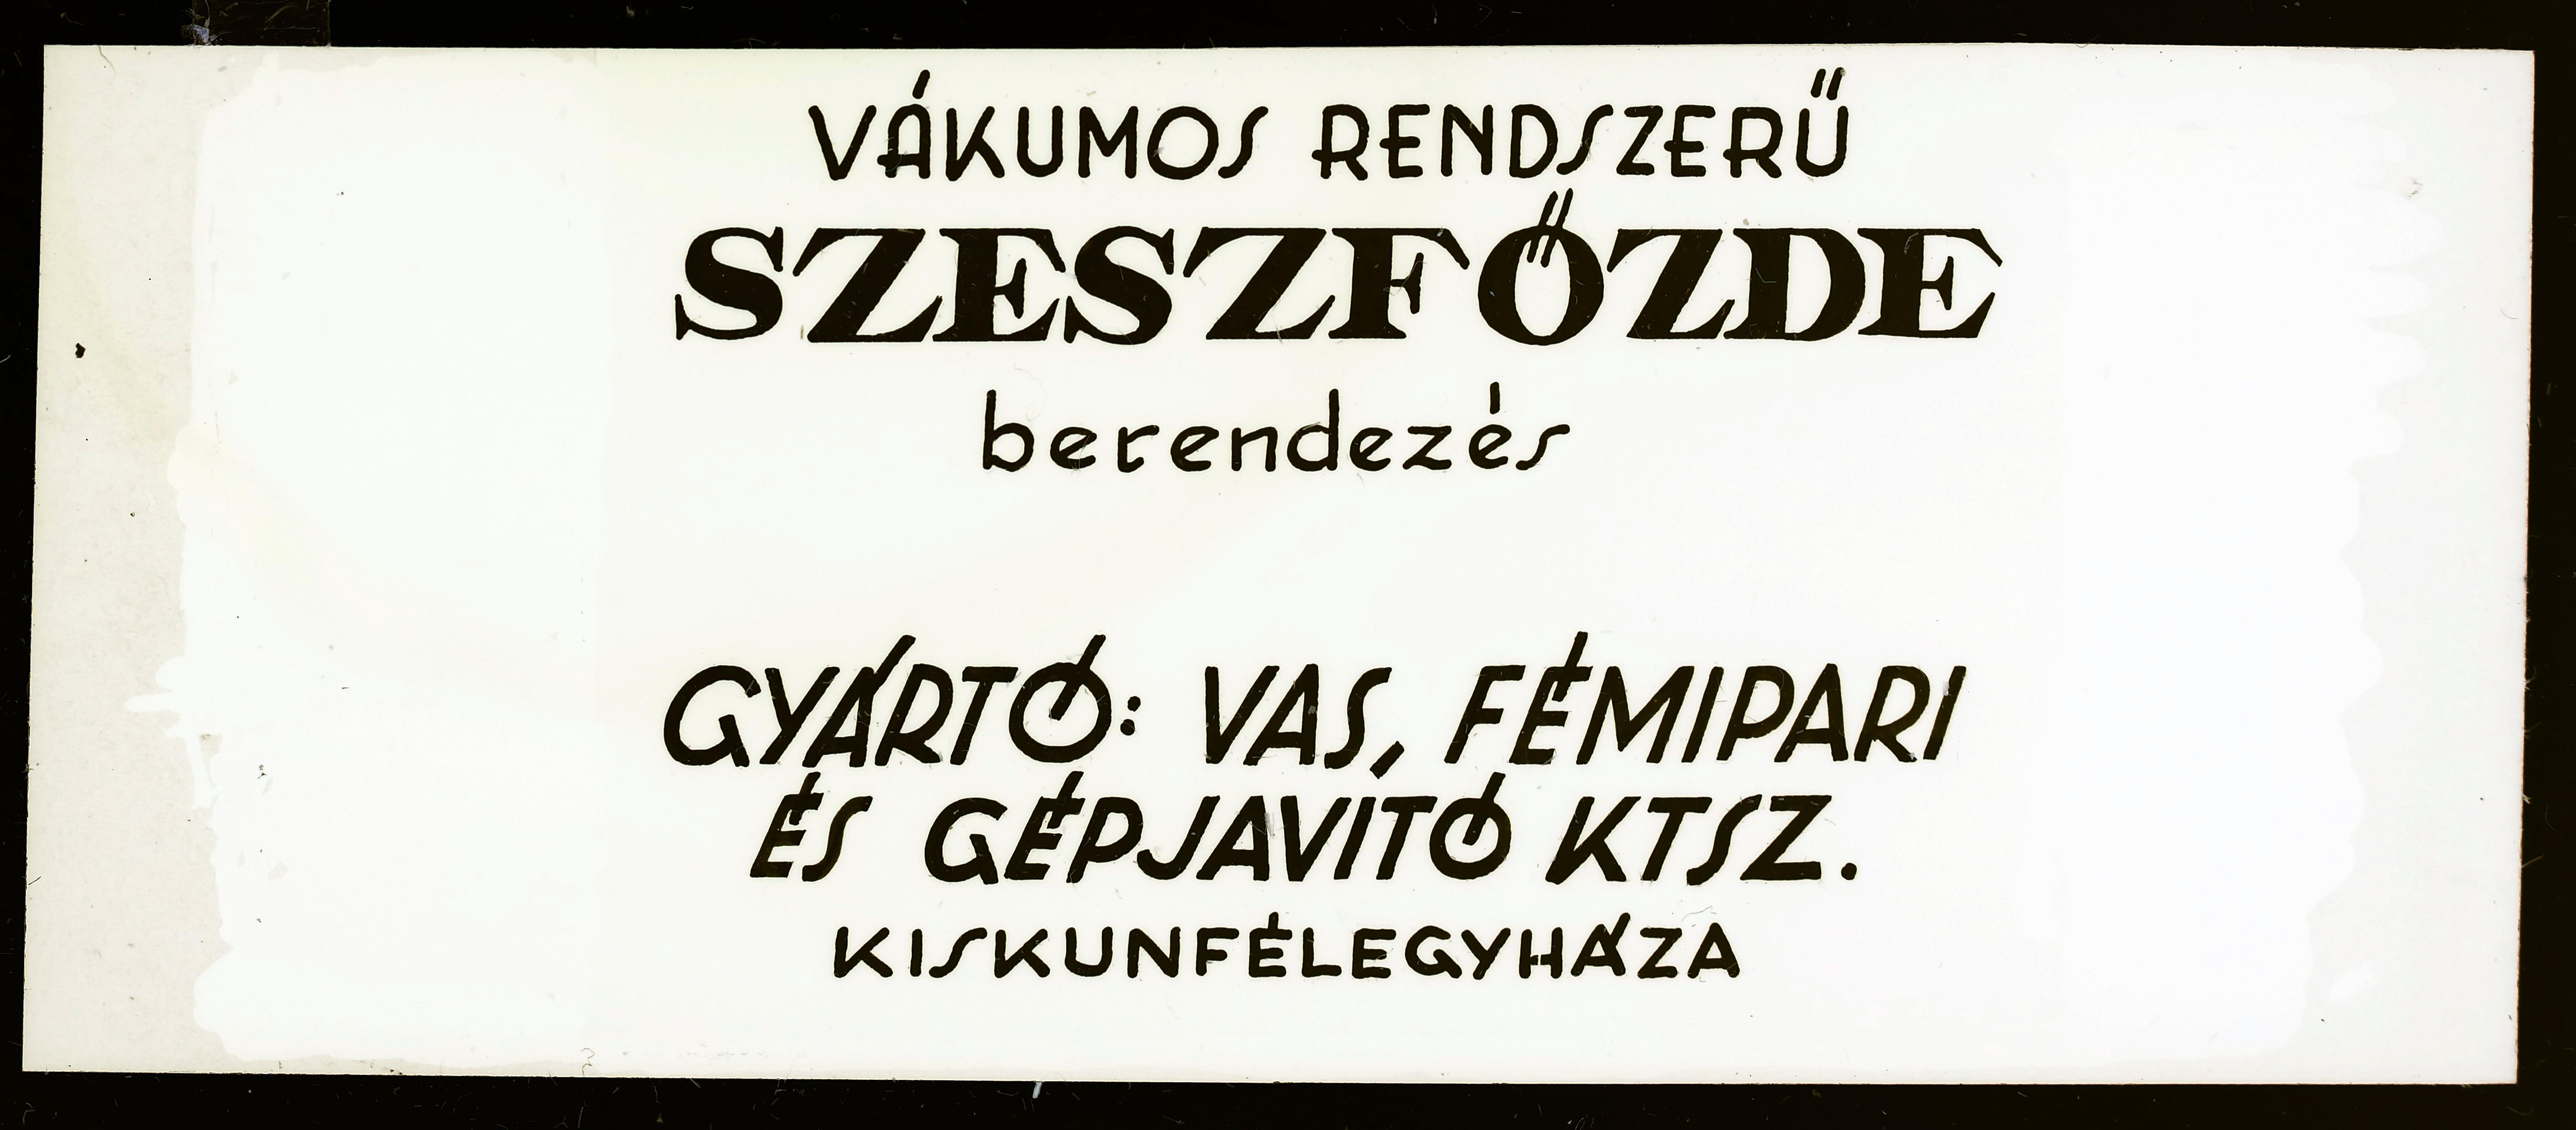 VÁKUMOS RENDSZERŰ
SZESZFŐZDE
berendezés
GYÁRTÓ: VAS, FÉMIPARI
ÉS GÉPJAVITÓ KTSZ.
KISKUNFÉLEGYHÁZA